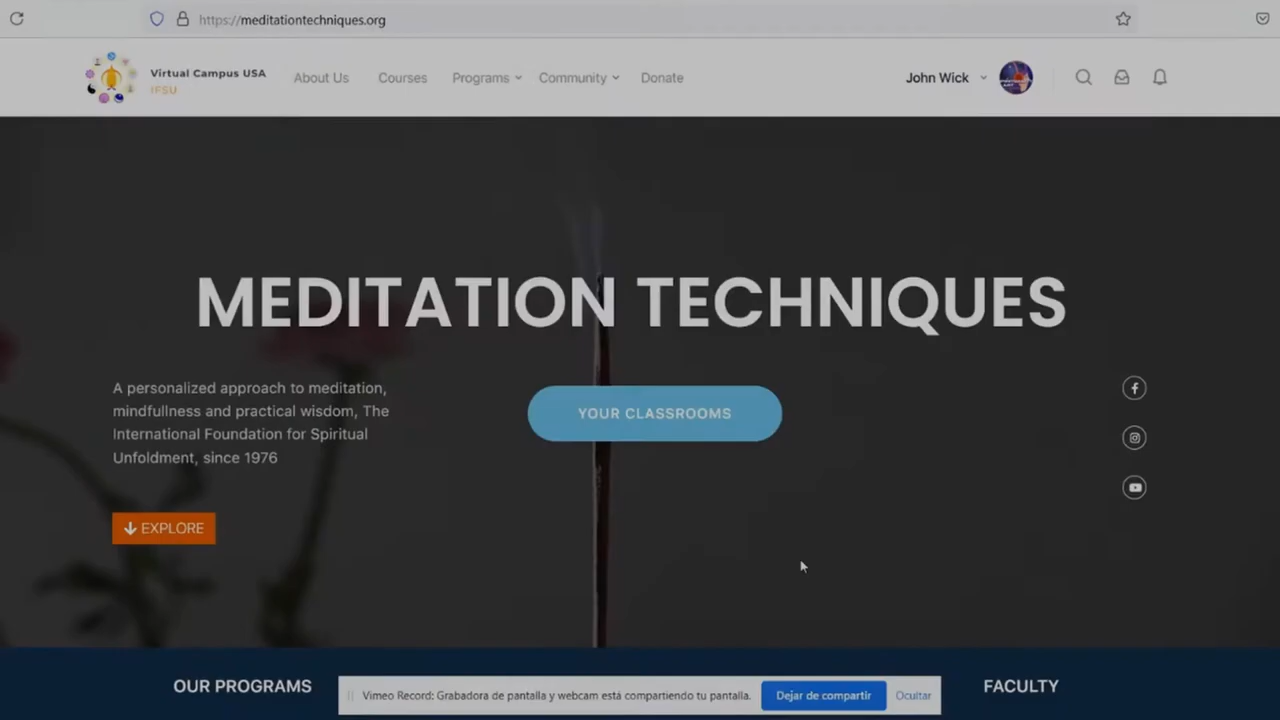 https://meditationtechniques.org
Virtual Campus USA
IFSU
About Us
Courses
Programs
Community
Donate
John Wick
MEDITATION TECHNIQUES
A personalized approach to meditation,
mindfullness and practical wisdom, The
International Foundation for Spiritual
Unfoldment, since 1976
YOUR CLASSROOMS
EXPLORE
OUR PROGRAMS
FACULTY
Vimeo Record: Grabadora de pantalla y webcam está compartiendo tu pantalla.
Dejar de compartir
Ocultar